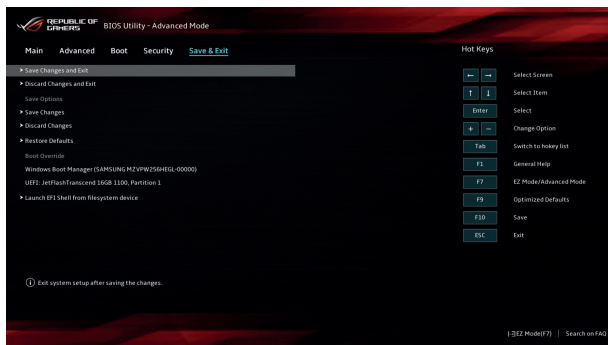 REPUBLIC OF
GAMERS
BIOS Utility - Advanced Mode
Main Advanced Boot Security Save & Exit
Hot Keys
> Save Changes and Exit
> Discard Changes and Exit
Save Options
> Save Changes
> Discard Changes
> Restore Defaults
Boot Override
Windows Boot Manager (SAMSUNG MZVPW256HEGL-00000)
UEFI: JetFlashTranscend 16GB 1100, Partition 1
> Launch EFI Shell from filesystem device
← → Select Screen
↑ ↓ Select Item
Enter Select
+ − Change Option
Tab Switch to hokey list
F1 General Help
F7 EZ Mode/Advanced Mode
F9 Optimized Defaults
F10 Save
ESC Exit
i Exit system setup after saving the changes.
EZ Mode(F7) | Search on FAQ